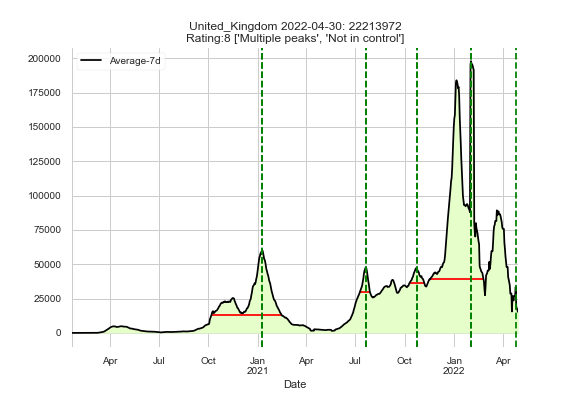 United_Kingdom 2022-04-30: 22213972
Rating:8 ['Multiple peaks', 'Not in control']
Average-7d
200000
175000
150000
125000
100000
75000
50000
25000
0
Apr Jul Oct Jan Apr Jul Oct Jan Apr
2021 2022
Date